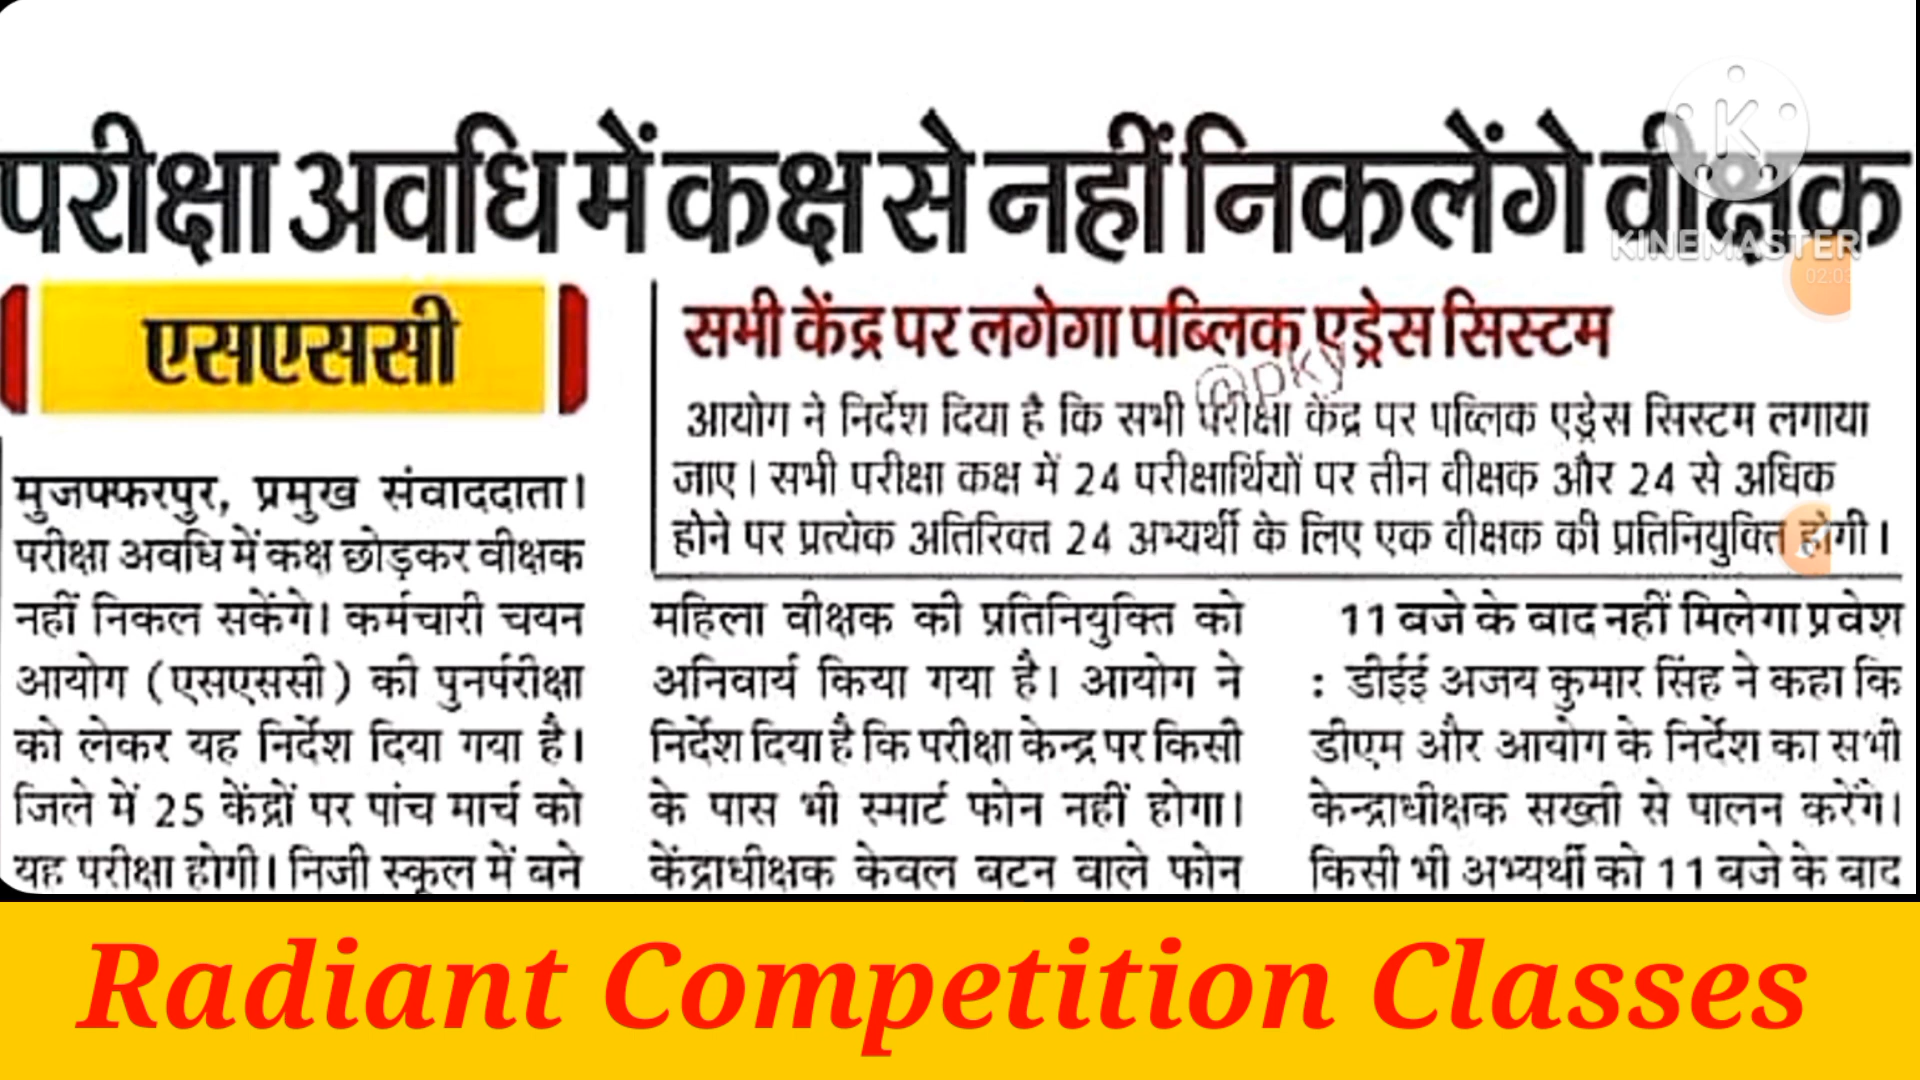 परीक्षा अवधि में कक्ष से नहीं निकलेंगे वीक्षक
K
KINEMASTER
02:03
एसएससी
मुजफ्फरपुर, प्रमुख संवाददाता।
परीक्षा अवधि में कक्ष छोड़कर वीक्षक
नहीं निकल सकेंगे। कर्मचारी चयन
आयोग (एसएससी) की पुनर्परीक्षा
को लेकर यह निर्देश दिया गया है।
जिले में 25 केंद्रों पर पांच मार्च को
यह परीक्षा होगी। निजी स्कूल में बने
सभी केंद्र पर लगेगा पब्लिक एड्रेस सिस्टम
@pky
आयोग ने निर्देश दिया है कि सभी परीक्षा केंद्र पर पब्लिक एड्रेस सिस्टम लगाया
जाए। सभी परीक्षा कक्ष में 24 परीक्षार्थियों पर तीन वीक्षक और 24 से अधिक
होने पर प्रत्येक अतिरिक्त 24 अभ्यर्थी के लिए एक वीक्षक की प्रतिनियुक्ति होगी।
महिला वीक्षक की प्रतिनियुक्ति को
अनिवार्य किया गया है। आयोग ने
निर्देश दिया है कि परीक्षा केन्द्र पर किसी
के पास भी स्मार्ट फोन नहीं होगा।
केंद्राधीक्षक केवल बटन वाले फोन
11 बजे के बाद नहीं मिलेगा प्रवेश
: डीईई अजय कुमार सिंह ने कहा कि
डीएम और आयोग के निर्देश का सभी
केन्द्राधीक्षक सख्ती से पालन करेंगे।
किसी भी अभ्यर्थी को 11 बजे के बाद
Radiant Competition Classes